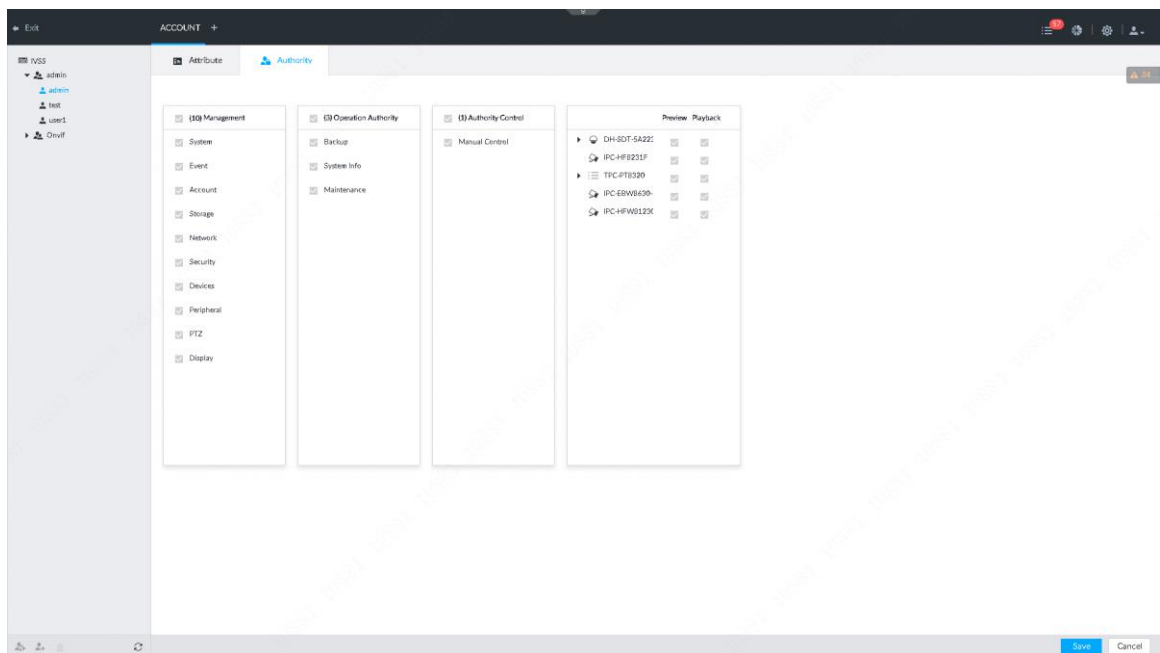 Exit
ACCOUNT +
57
IVSS
admin
admin
test
user1
Onvif
Attribute
Authority
(10) Management
System
Event
Account
Storage
Network
Security
Devices
Peripheral
PTZ
Display
(3) Operation Authority
Backup
System Info
Maintenance
(1) Authority Control
Manual Control
Preview Playback
DH-SDT-5A221
IPC-HF8231F
TPC-PT8320
IPC-EBW8630-
IPC-HFW8123
Save
Cancel